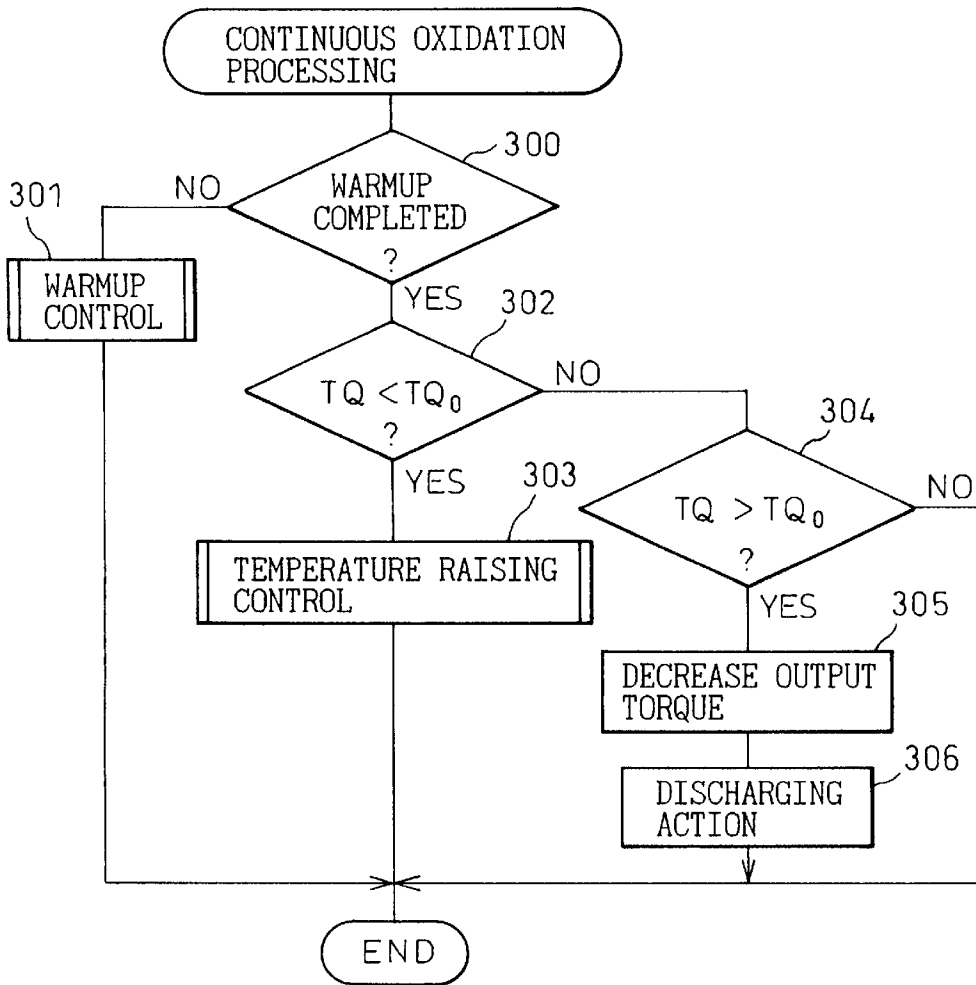 CONTINUOUS OXIDATION
PROCESSING
300
WARMUP
COMPLETED
?
NO
301
WARMUP
CONTROL
YES
302
TQ < TQ₀
?
NO
304
YES
303
TQ > TQ₀
?
NO
TEMPERATURE RAISING
CONTROL
YES
305
DECREASE OUTPUT
TORQUE
306
DISCHARGING
ACTION
END